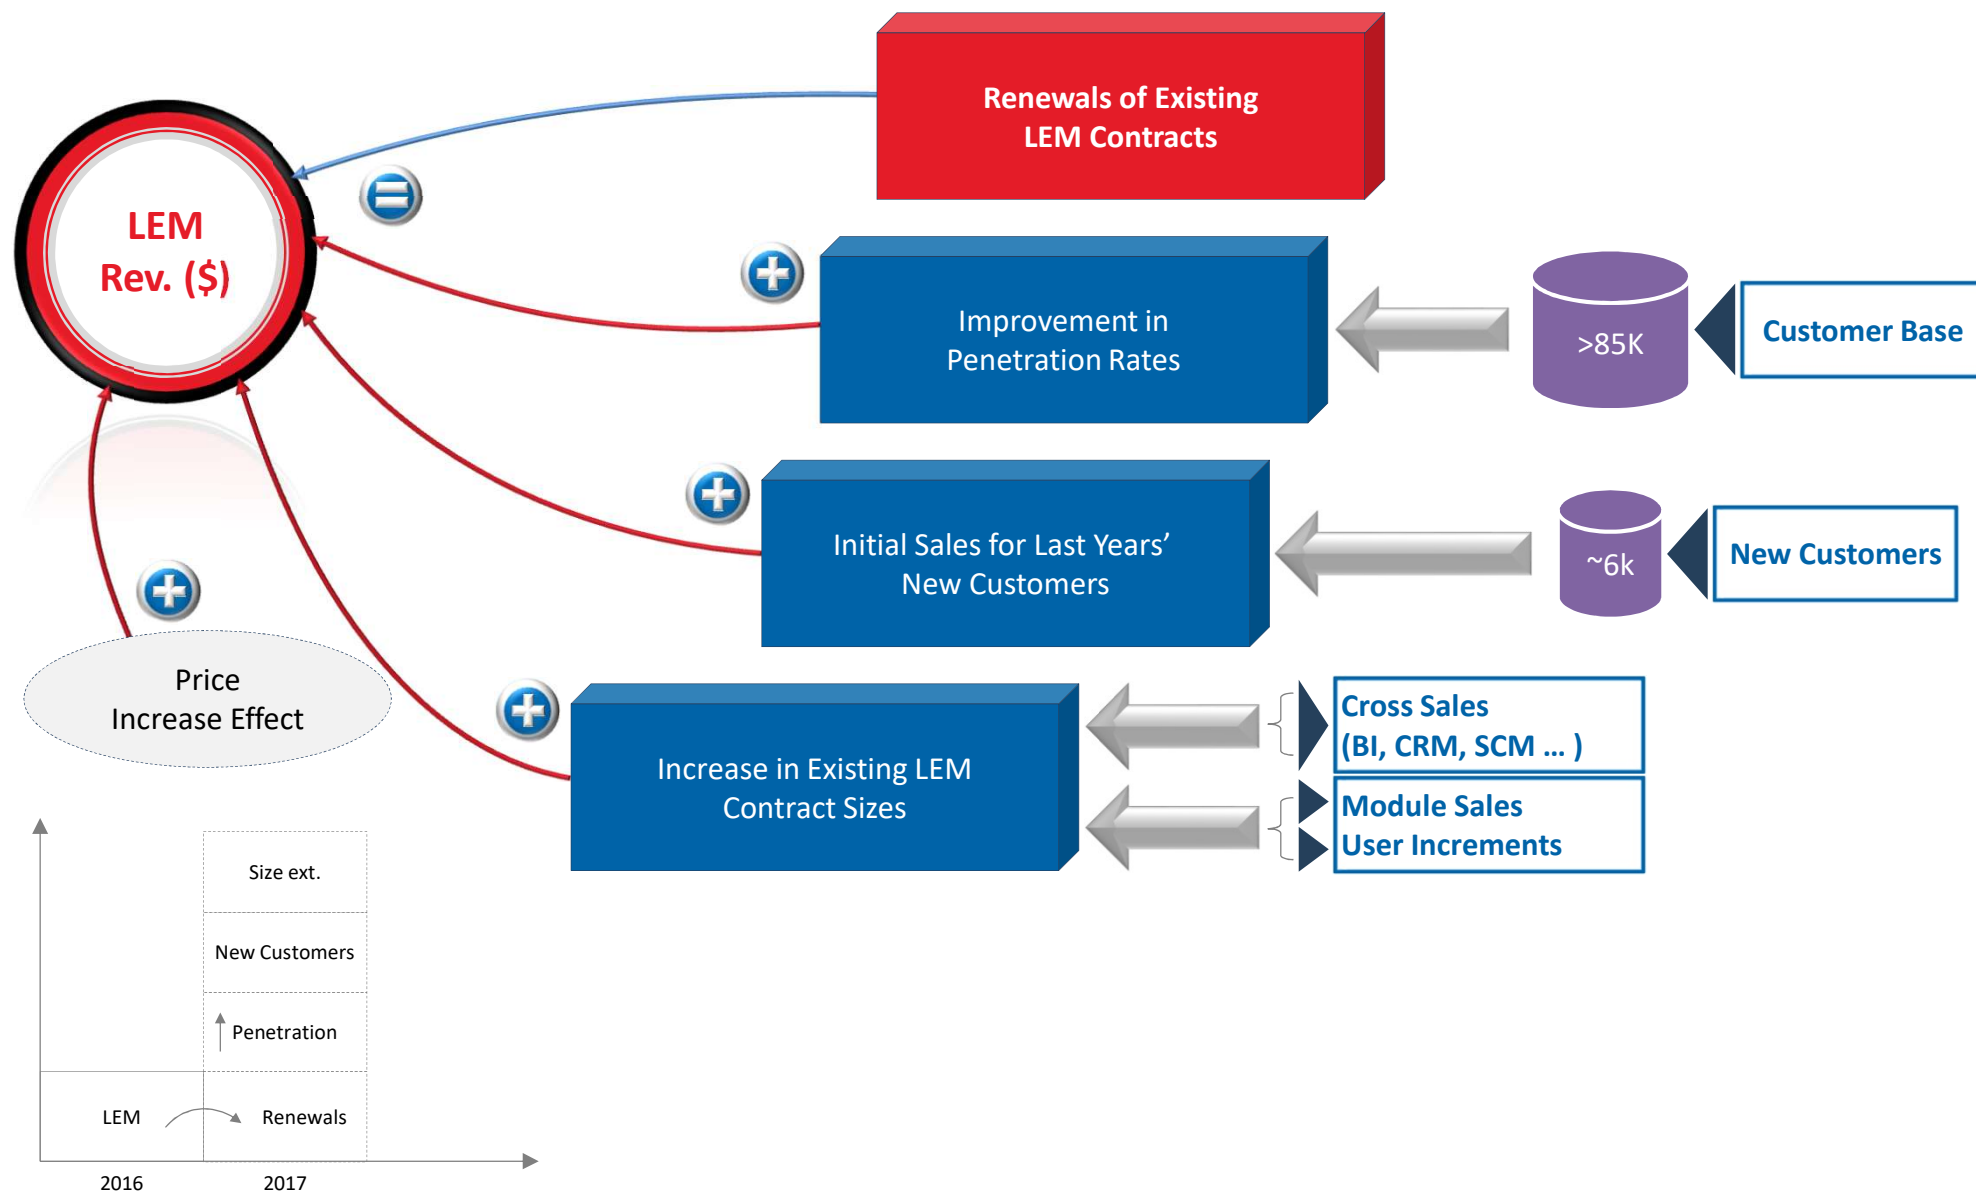 Renewals of Existing
LEM Contracts
LEM
Rev. ($)
Improvement in
Penetration Rates
>85K
Customer Base
Initial Sales for Last Years’
New Customers
~6k
New Customers
Price
Increase Effect
Increase in Existing LEM
Contract Sizes
Cross Sales
(BI, CRM, SCM … )
Module Sales
User Increments
Size ext.
New Customers
Penetration
LEM
Renewals
2016
2017